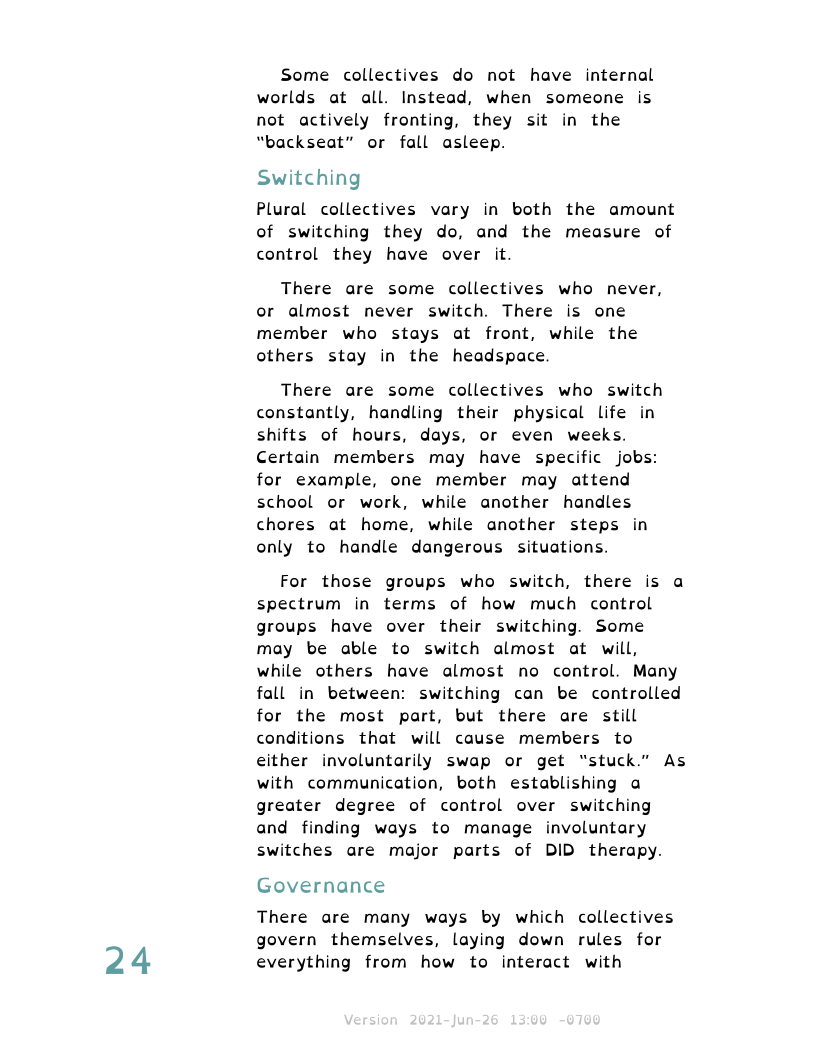 Some collectives do not have internal
worlds at all. Instead, when someone is
not actively fronting, they sit in the
“backseat” or fall asleep.
Switching
Plural collectives vary in both the amount
of switching they do, and the measure of
control they have over it.
There are some collectives who never,
or almost never switch. There is one
member who stays at front, while the
others stay in the headspace.
There are some collectives who switch
constantly, handling their physical life in
shifts of hours, days, or even weeks.
Certain members may have specific jobs:
for example, one member may attend
school or work, while another handles
chores at home, while another steps in
only to handle dangerous situations.
For those groups who switch, there is a
spectrum in terms of how much control
groups have over their switching. Some
may be able to switch almost at will,
while others have almost no control. Many
fall in between: switching can be controlled
for the most part, but there are still
conditions that will cause members to
either involuntarily swap or get “stuck.” As
with communication, both establishing a
greater degree of control over switching
and finding ways to manage involuntary
switches are major parts of DID therapy.
Governance
There are many ways by which collectives
govern themselves, laying down rules for
everything from how to interact with
24
Version 2021-Jun-26 13:00 -0700